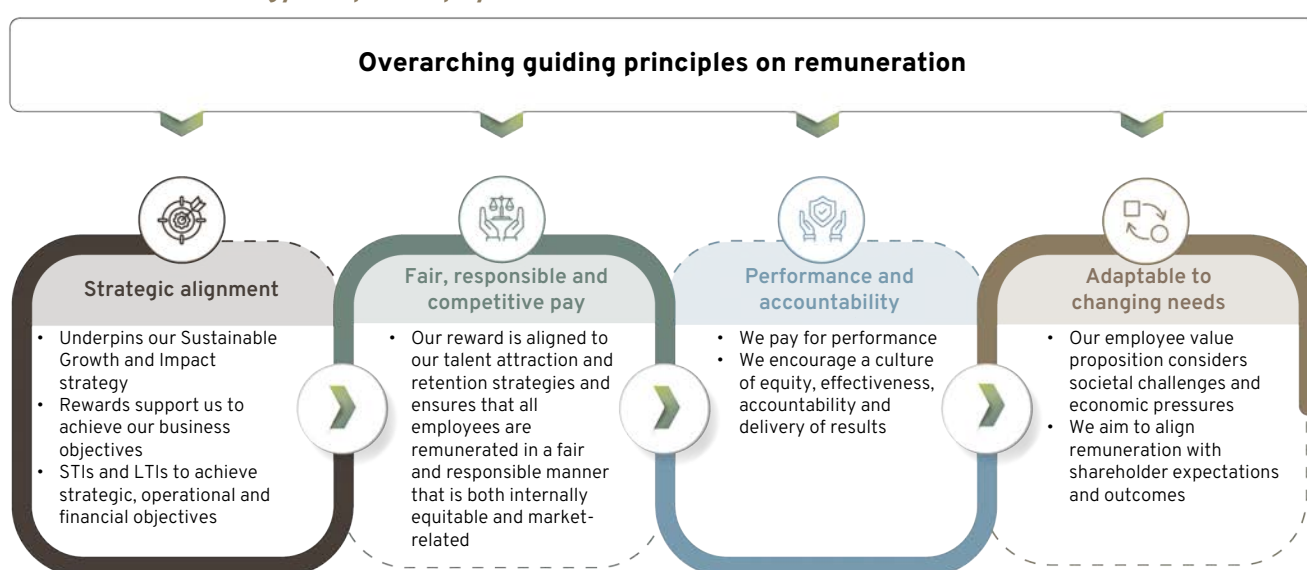 Overarching guiding principles on remuneration
Strategic alignment
• Underpins our Sustainable
Growth and Impact
strategy
• Rewards support us to
achieve our business
objectives
• STIs and LTIs to achieve
strategic, operational and
financial objectives
Fair, responsible and
competitive pay
• Our reward is aligned to
our talent attraction and
retention strategies and
ensures that all
employees are
remunerated in a fair
and responsible manner
that is both internally
equitable and market-
related
Performance and
accountability
• We pay for performance
• We encourage a culture
of equity, effectiveness,
accountability and
delivery of results
Adaptable to
changing needs
• Our employee value
proposition considers
societal challenges and
economic pressures
• We aim to align
remuneration with
shareholder expectations
and outcomes